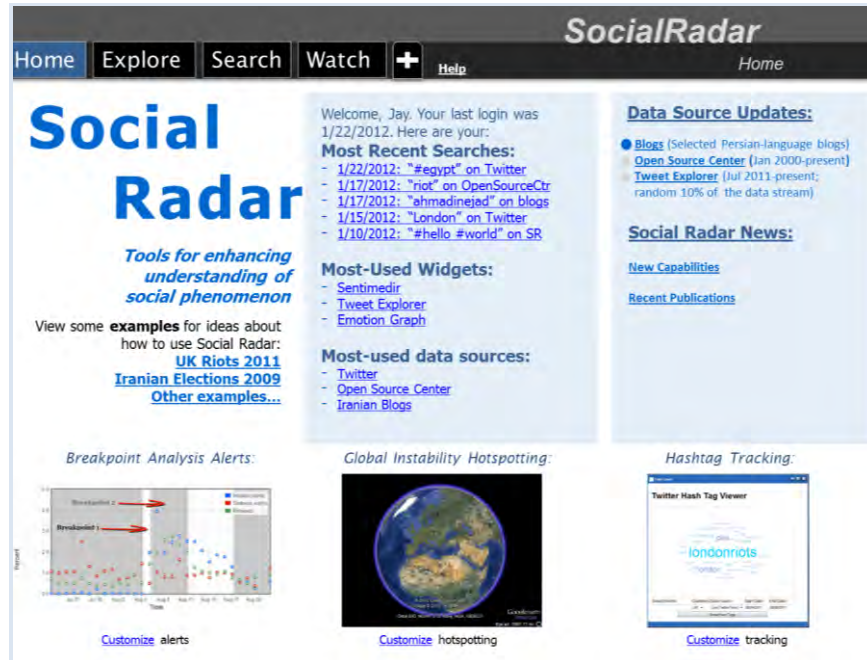 SocialRadar
Home Explore Search Watch + Help Home
Social
Radar
Tools for enhancing
understanding of
social phenomenon
View some examples for ideas about
how to use Social Radar:
UK Riots 2011
Iranian Elections 2009
Other examples...
Welcome, Jay. Your last login was
1/22/2012. Here are your:
Most Recent Searches:
- 1/22/2012: "#egypt" on Twitter
- 1/17/2012: "riot" on OpenSourceCtr
- 1/17/2012: "ahmadinejad" on blogs
- 1/15/2012: "London" on Twitter
- 1/10/2012: "#hello #world" on SR
Most-Used Widgets:
- Sentimedir
- Tweet Explorer
- Emotion Graph
Most-used data sources:
- Twitter
- Open Source Center
- Iranian Blogs
Data Source Updates:
Blogs (Selected Persian-language blogs)
Open Source Center (Jan 2000-present)
Tweet Explorer (Jul 2011-present;
random 10% of the data stream)
Social Radar News:
New Capabilities
Recent Publications
Breakpoint Analysis Alerts:
Breakpoint 2
Breakpoint 1
Percent
Time
Customize alerts
Global Instability Hotspotting:
Customize hotspotting
Hashtag Tracking:
Twitter Hash Tag Viewer
londonriots
london
Customize tracking